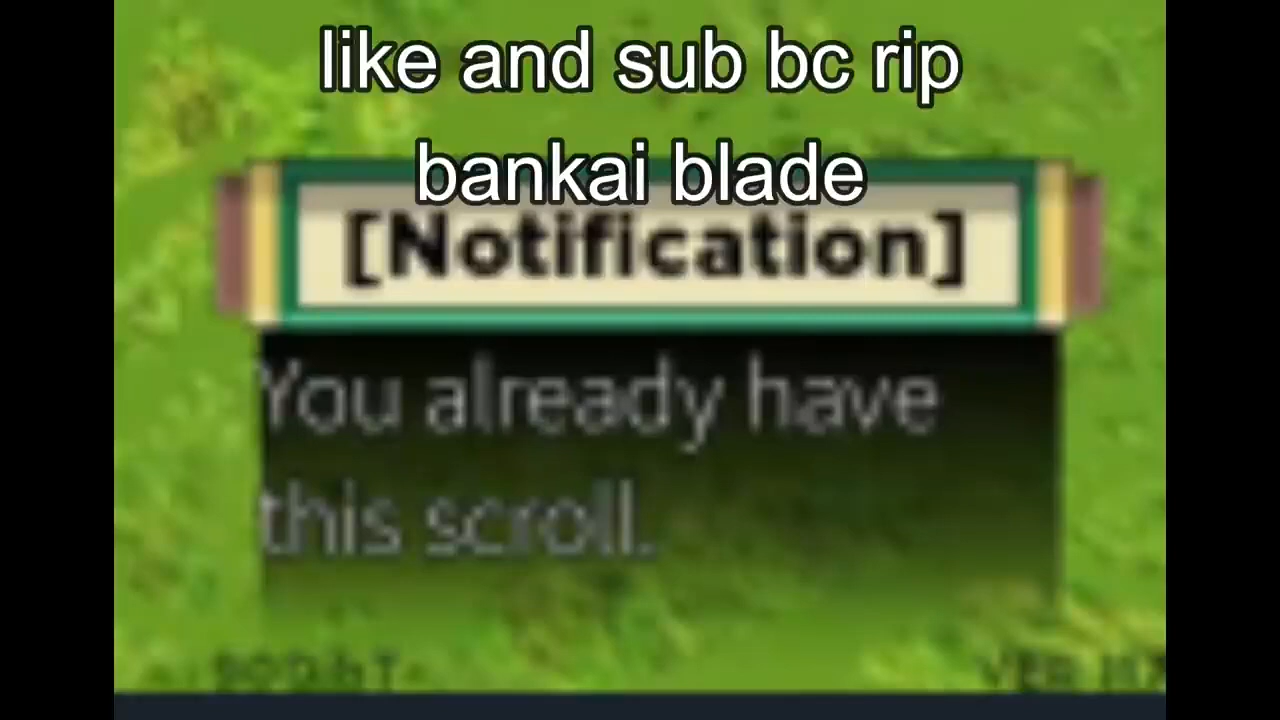 like and sub bc rip
bankai blade
[Notification]
You already have
this scroll.